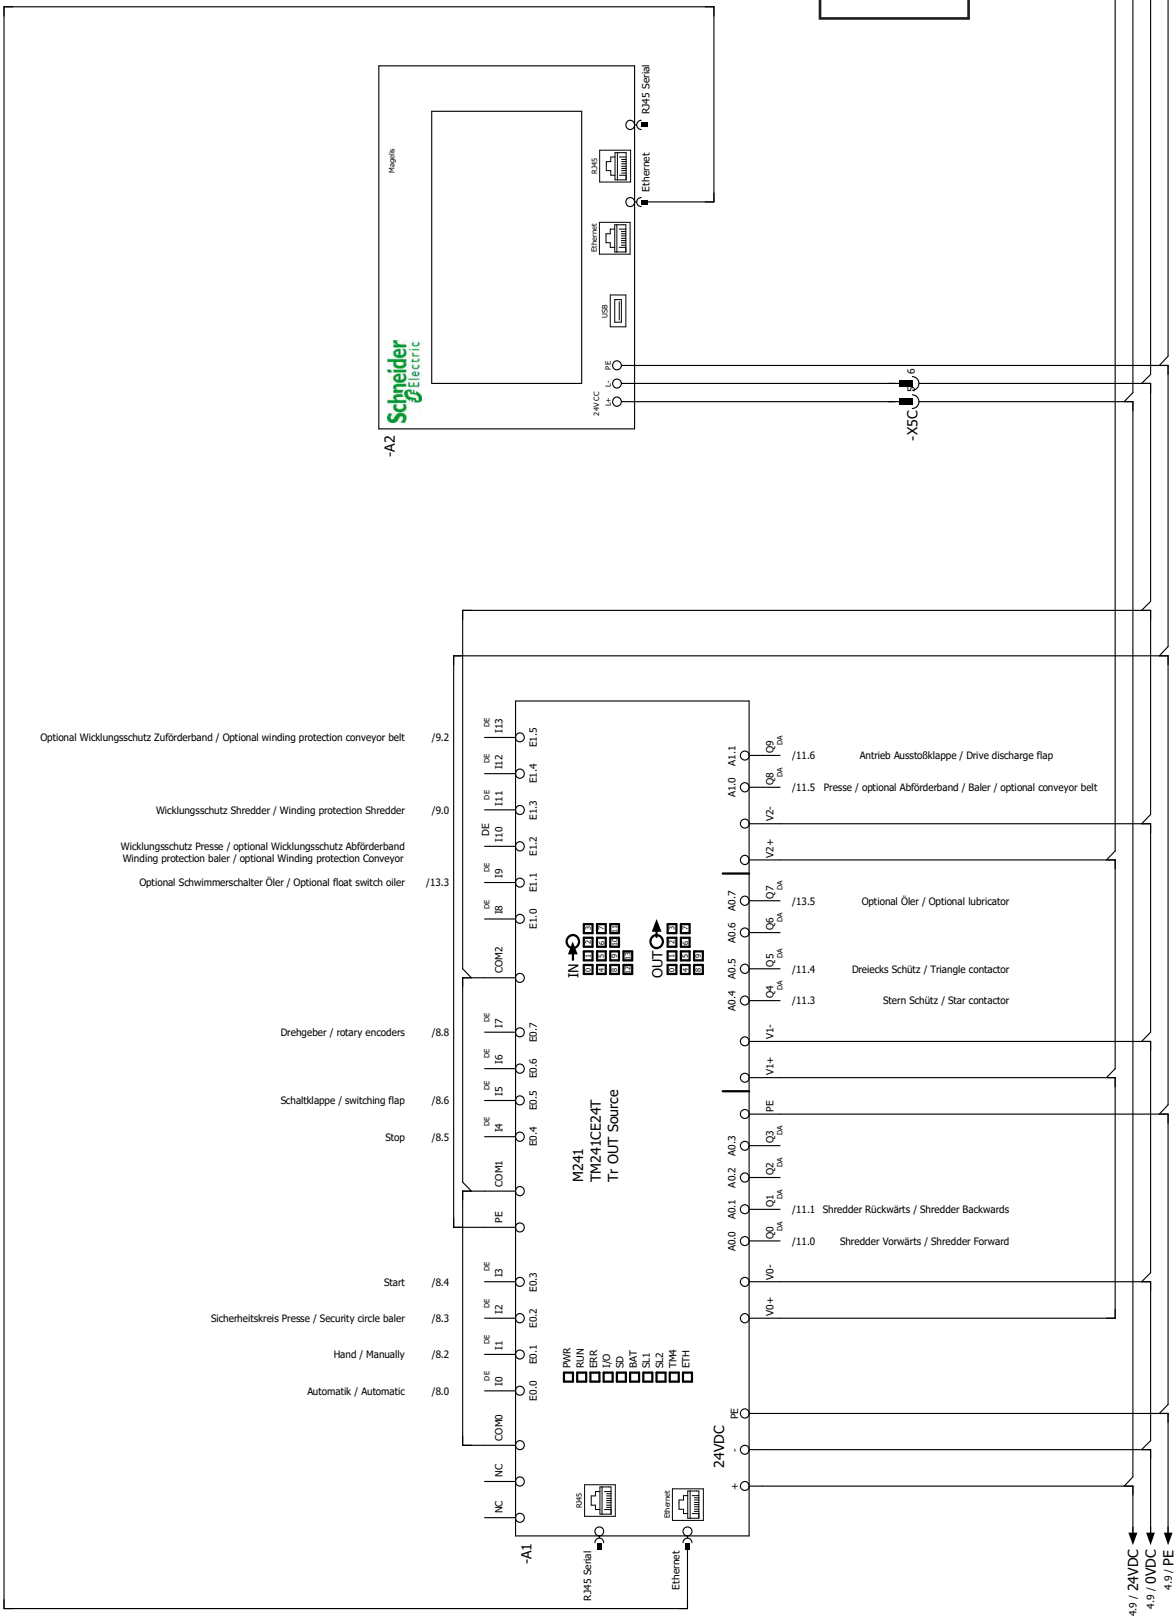 RJ45 Serial
Magelis
RJ45
Ethernet
Ethernet
USB
Schneider
Electric
PE
L-
L+
24VCC
-A2
6
-X5C
Optional Wicklungsschutz Zuförderband / Optional winding protection conveyor belt /9.2
DE I13 E1.5
DE I12 E1.4
Wicklungsschutz Shredder / Winding protection Shredder /9.0
DE I11 E1.3
Wicklungsschutz Presse / optional Wicklungsschutz Abförderband
Winding protection baler / optional Winding protection Conveyor
DE I10 E1.2
Optional Schwimmerschalter Öler / Optional float switch oiler /13.3
DE I9 E1.1
DE I8 E1.0
COM2
Drehgeber / rotary encoders /8.8
DE I7 E0.7
DE I6 E0.6
Schaltklappe / switching flap /8.6
DE I5 E0.5
Stop /8.5
DE I4 E0.4
COM1
PE
Start /8.4
DE I3 E0.3
Sicherheitskreis Presse / Security circle baler /8.3
DE I2 E0.2
Hand / Manually /8.2
DE I1 E0.1
Automatik / Automatic /8.0
DE I0 E0.0
COM0
NC
NC
-A1
IN
OUT
M241
TM241CE24T
Tr OUT Source
PWR
RUN
ERR
I/O
SD
BAT
SL1
SL2
TM4
ETH
RJ45
Ethernet
RJ45 Serial
Ethernet
A1.1 Q9 DA /11.6 Antrieb Ausstoßklappe / Drive discharge flap
A1.0 Q8 DA /11.5 Presse / optional Abförderband / Baler / optional conveyor belt
V2-
V2+
A0.7 Q7 DA /13.5 Optional Öler / Optional lubricator
A0.6 Q6 DA
A0.5 Q5 DA /11.4 Dreiecks Schütz / Triangle contactor
A0.4 Q4 DA /11.3 Stern Schütz / Star contactor
V1-
V1+
PE
A0.3 Q3 DA
A0.2 Q2 DA
A0.1 Q1 DA /11.1 Shredder Rückwärts / Shredder Backwards
A0.0 Q0 DA /11.0 Shredder Vorwärts / Shredder Forward
V0-
V0+
PE
24VDC
-
+
4.9 / 24VDC
4.9 / 0VDC
4.9 / PE